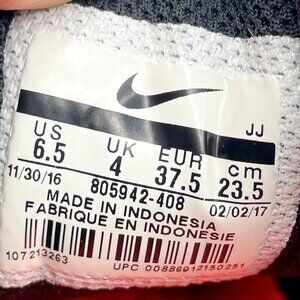 JJ
US UK EUR cm
6.5 4 37.5 23.5
11/30/16 805942-408 02/02/17
MADE IN INDONESIA
FABRIQUE EN INDONESIE
107213263
UPC 00886912150251